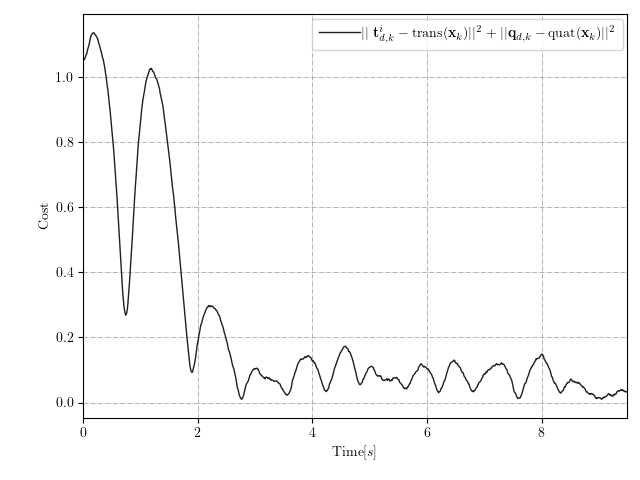 || t^i_{d,k} − trans(x_k)||^2 + ||q_{d,k} − quat(x_k)||^2
1.0
0.8
0.6
0.4
0.2
0.0
Cost
0 2 4 6 8
Time[s]